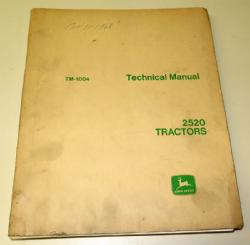 TM-1004
Technical Manual
2520
TRACTORS
JOHN DEERE